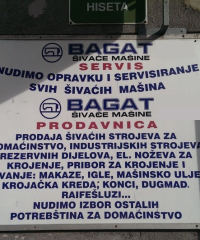 HISETA
BAGAT
ŠIVAĆE MAŠINE
SERVIS
NUDIMO OPRAVKU I SERVISIRANJE
SVIH ŠIVAĆIH MAŠINA
BAGAT
ŠIVAĆE MAŠINE
PRODAVNICA
PRODAJA ŠIVAĆIH STROJEVA ZA
DOMAĆINSTVO, INDUSTRIJSKIH STROJEVA
REZERVNIH DIJELOVA, EL. NOŽEVA ZA
KROJENJE, PRIBOR ZA KROJENJE I
VANJE: MAKAZE, IGLE, MAŠINSKO ULJE
KROJAČKA KREDA, KONCI, DUGMAD.
RAJFEŠLUZI...
NUDIMO IZBOR OSTALIH
POTREBŠTINA ZA DOMAĆINSTVO